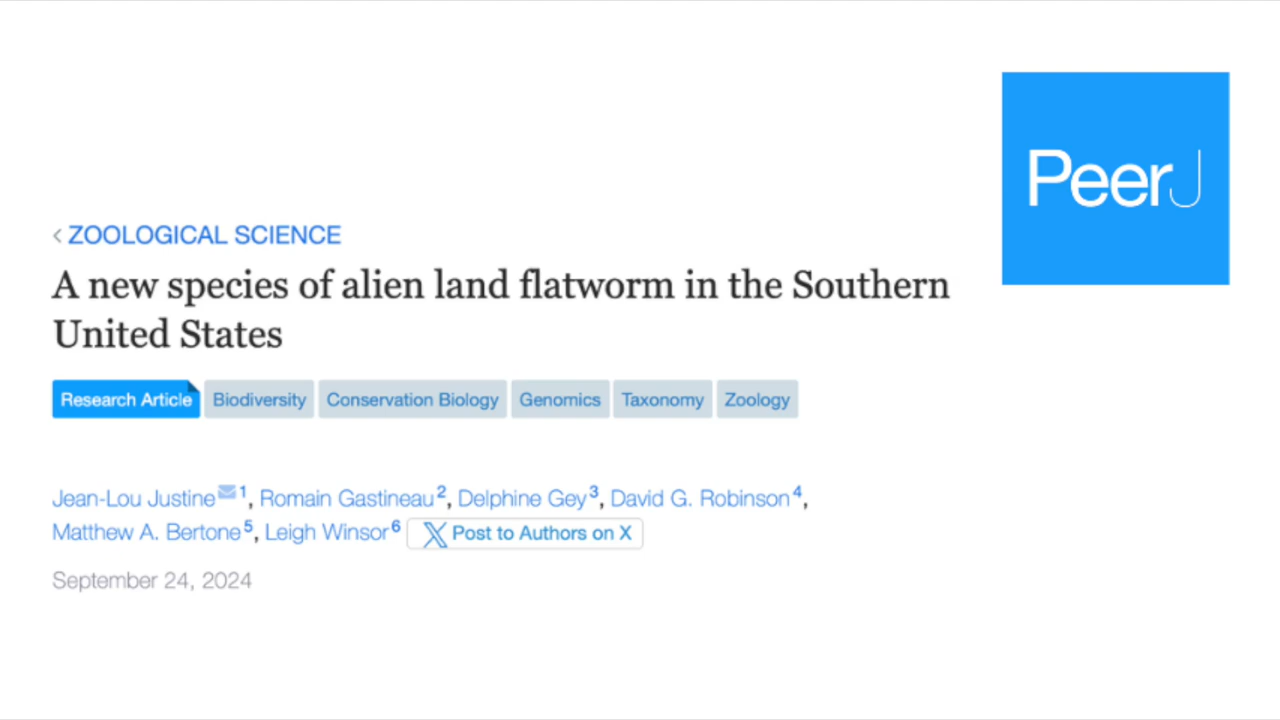 PeerJ
< ZOOLOGICAL SCIENCE
A new species of alien land flatworm in the Southern
United States
Research Article Biodiversity Conservation Biology Genomics Taxonomy Zoology
Jean-Lou Justine 1, Romain Gastineau 2, Delphine Gey 3, David G. Robinson 4,
Matthew A. Bertone 5, Leigh Winsor 6 X Post to Authors on X
September 24, 2024